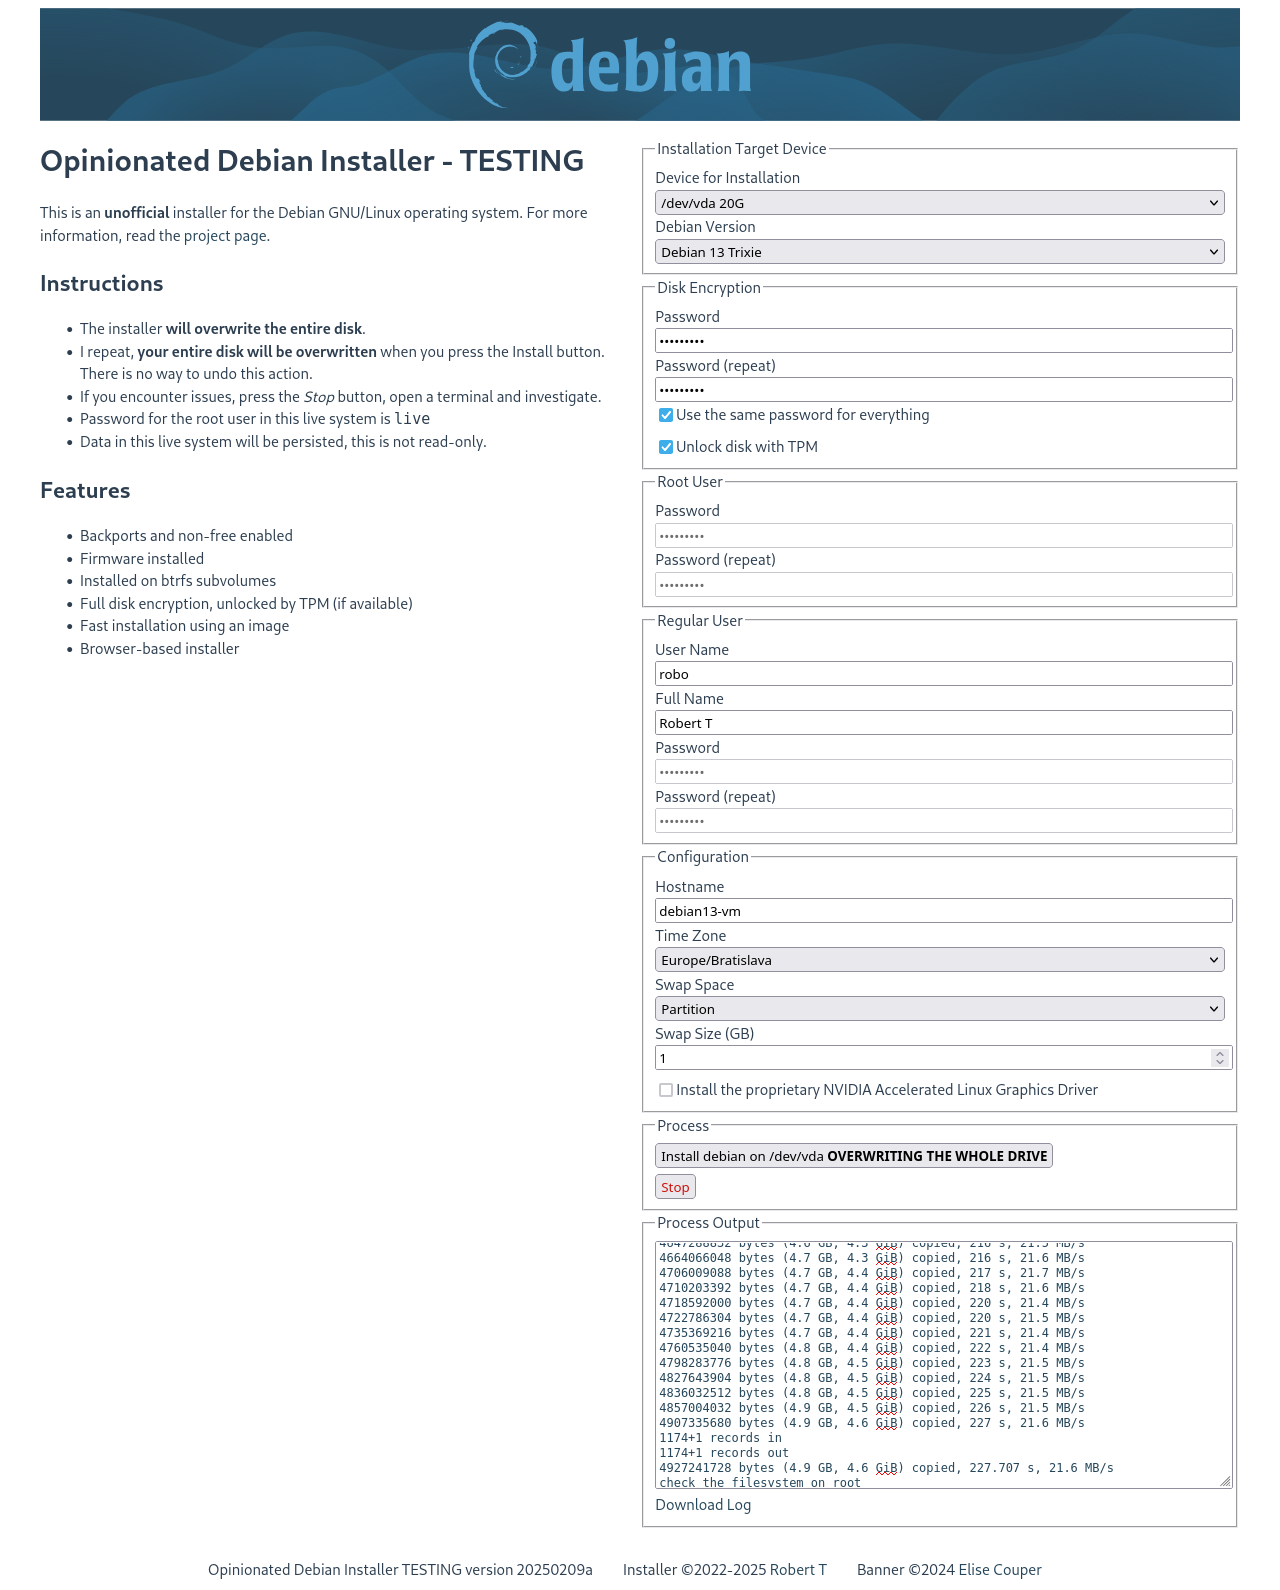 debian
Opinionated Debian Installer - TESTING
This is an unofficial installer for the Debian GNU/Linux operating system. For more
information, read the project page.
Instructions
• The installer will overwrite the entire disk.
• I repeat, your entire disk will be overwritten when you press the Install button.
There is no way to undo this action.
• If you encounter issues, press the Stop button, open a terminal and investigate.
• Password for the root user in this live system is live
• Data in this live system will be persisted, this is not read-only.
Features
• Backports and non-free enabled
• Firmware installed
• Installed on btrfs subvolumes
• Full disk encryption, unlocked by TPM (if available)
• Fast installation using an image
• Browser-based installer
Installation Target Device
Device for Installation
/dev/vda 20G
Debian Version
Debian 13 Trixie
Disk Encryption
Password
•••••••••
Password (repeat)
•••••••••
Use the same password for everything
Unlock disk with TPM
Root User
Password
•••••••••
Password (repeat)
•••••••••
Regular User
User Name
robo
Full Name
Robert T
Password
•••••••••
Password (repeat)
•••••••••
Configuration
Hostname
debian13-vm
Time Zone
Europe/Bratislava
Swap Space
Partition
Swap Size (GB)
1
Install the proprietary NVIDIA Accelerated Linux Graphics Driver
Process
Install debian on /dev/vda OVERWRITING THE WHOLE DRIVE
Stop
Process Output
4647288832 bytes (4.6 GB, 4.3 GiB) copied, 216 s, 21.5 MB/s
4664066048 bytes (4.7 GB, 4.3 GiB) copied, 216 s, 21.6 MB/s
4706009088 bytes (4.7 GB, 4.4 GiB) copied, 217 s, 21.7 MB/s
4710203392 bytes (4.7 GB, 4.4 GiB) copied, 218 s, 21.6 MB/s
4718592000 bytes (4.7 GB, 4.4 GiB) copied, 220 s, 21.4 MB/s
4722786304 bytes (4.7 GB, 4.4 GiB) copied, 220 s, 21.5 MB/s
4735369216 bytes (4.7 GB, 4.4 GiB) copied, 221 s, 21.4 MB/s
4760535040 bytes (4.8 GB, 4.4 GiB) copied, 222 s, 21.4 MB/s
4798283776 bytes (4.8 GB, 4.5 GiB) copied, 223 s, 21.5 MB/s
4827643904 bytes (4.8 GB, 4.5 GiB) copied, 224 s, 21.5 MB/s
4836032512 bytes (4.8 GB, 4.5 GiB) copied, 225 s, 21.5 MB/s
4857004032 bytes (4.9 GB, 4.5 GiB) copied, 226 s, 21.5 MB/s
4907335680 bytes (4.9 GB, 4.6 GiB) copied, 227 s, 21.6 MB/s
1174+1 records in
1174+1 records out
4927241728 bytes (4.9 GB, 4.6 GiB) copied, 227.707 s, 21.6 MB/s
check the filesystem on root
Download Log
Opinionated Debian Installer TESTING version 20250209a Installer ©2022-2025 Robert T Banner ©2024 Elise Couper